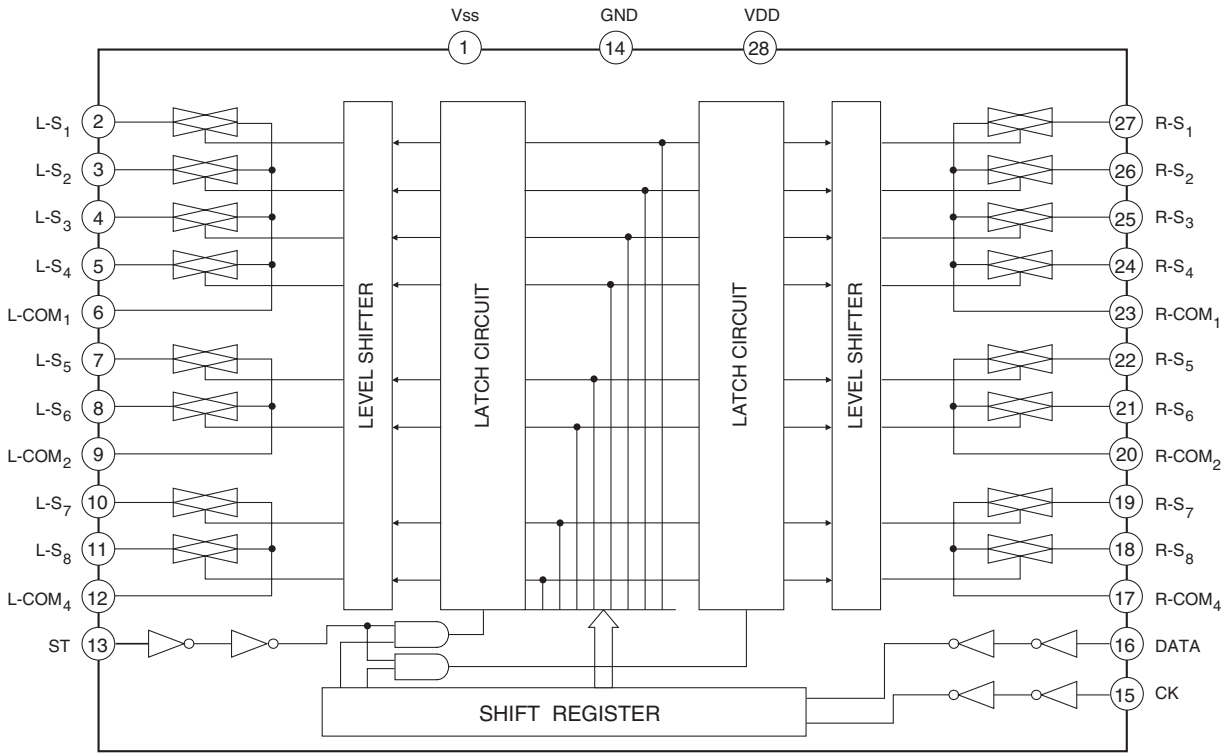 Vss GND VDD
1 14 28
L-S1 2 27 R-S1
L-S2 3 26 R-S2
L-S3 4 25 R-S3
L-S4 5 24 R-S4
L-COM1 6 23 R-COM1
L-S5 7 22 R-S5
L-S6 8 21 R-S6
L-COM2 9 20 R-COM2
L-S7 10 19 R-S7
L-S8 11 18 R-S8
L-COM4 12 17 R-COM4
ST 13 16 DATA
15 CK
LEVEL SHIFTER
LATCH CIRCUIT
LATCH CIRCUIT
LEVEL SHIFTER
SHIFT REGISTER